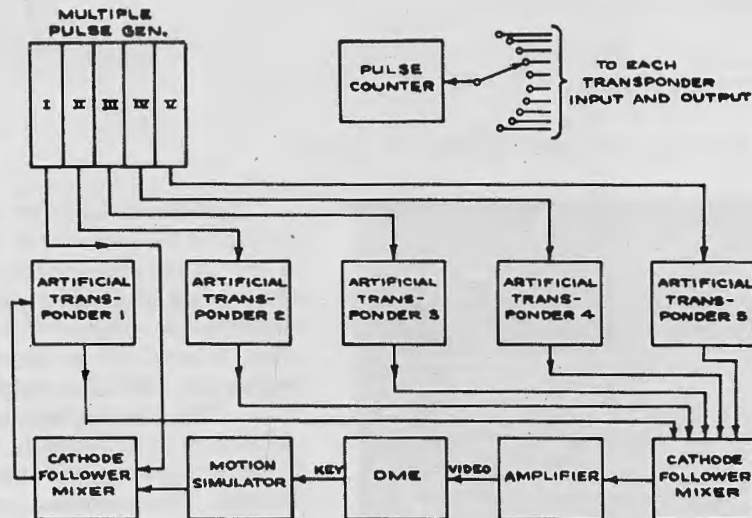 MULTIPLE
PULSE GEN.
I II III IV V
PULSE
COUNTER
TO EACH
TRANSPONDER
INPUT AND OUTPUT
ARTIFICIAL
TRANS-
PONDER 1
ARTIFICIAL
TRANS-
PONDER 2
ARTIFICIAL
TRANS-
PONDER 3
ARTIFICIAL
TRANS-
PONDER 4
ARTIFICIAL
TRANS-
PONDER 5
CATHODE
FOLLOWER
MIXER
MOTION
SIMULATOR
KEY
DME
VIDEO
AMPLIFIER
CATHODE
FOLLOWER
MIXER